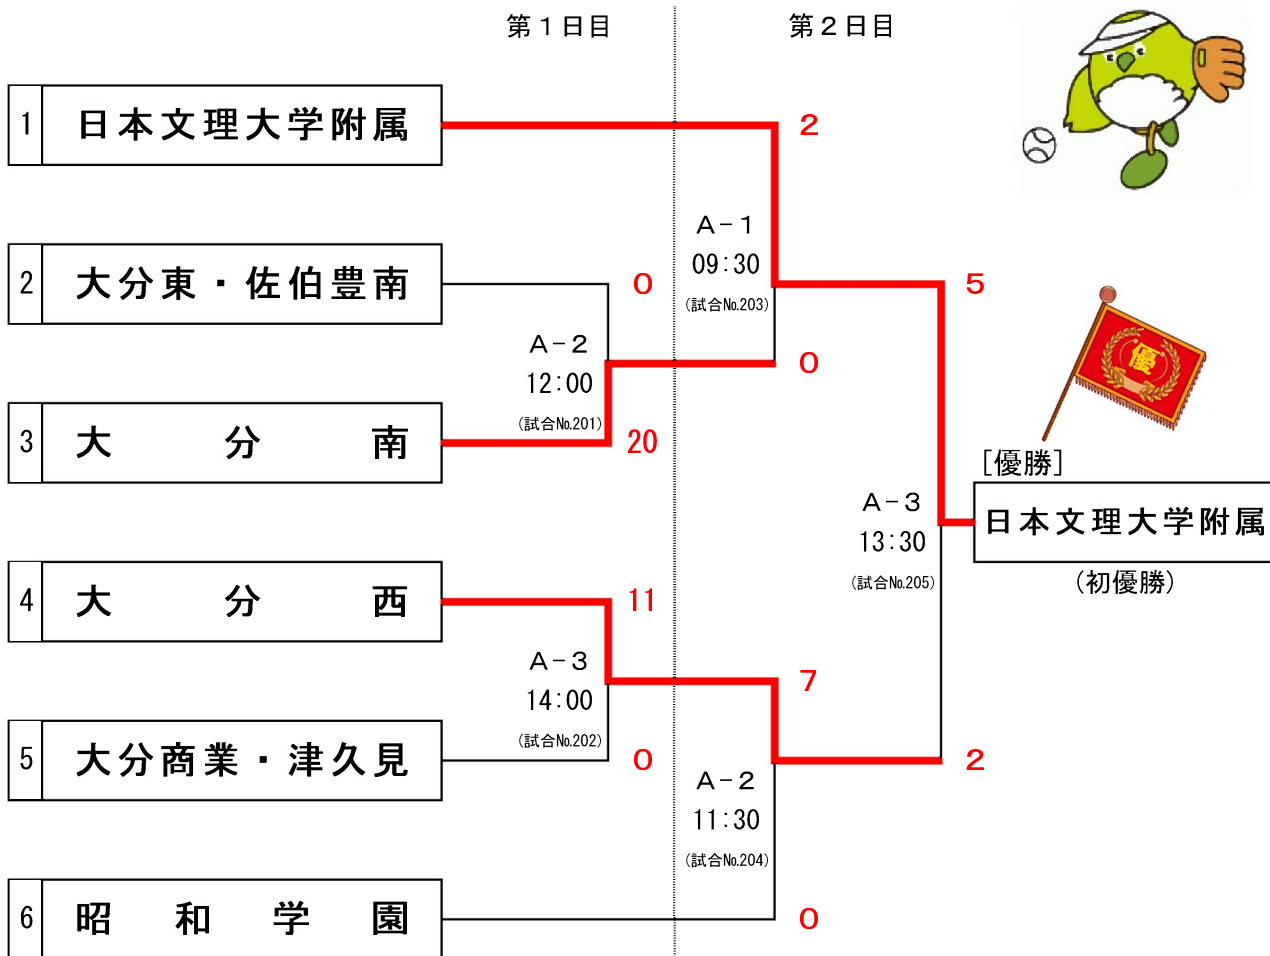 第１日目
第２日目
1 日本文理大学附属
2
A-1
09:30
(試合No.203)
2 大分東・佐伯豊南
0
5
A-2
12:00
(試合No.201)
0
3 大分南
20
優
[優勝]
日本文理大学附属
(初優勝)
A-3
13:30
(試合No.205)
4 大分西
11
A-3
14:00
(試合No.202)
7
5 大分商業・津久見
0
2
A-2
11:30
(試合No.204)
6 昭和学園
0